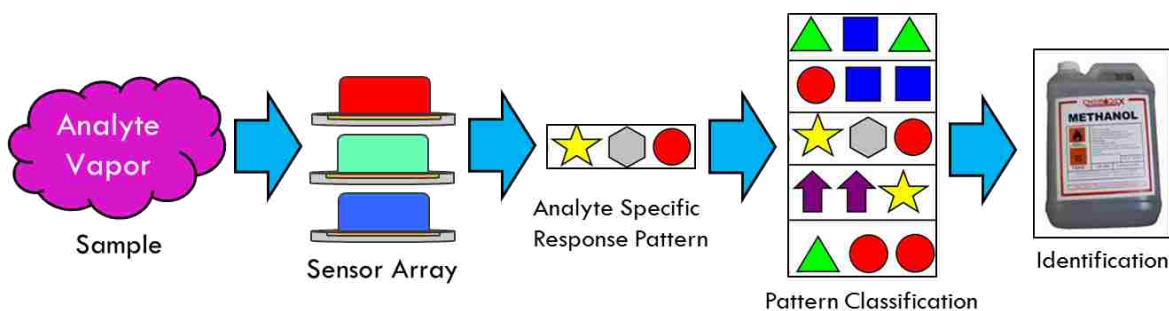 Analyte
Vapor
Sample
Sensor Array
Analyte Specific
Response Pattern
Pattern Classification
METHANOL
Identification